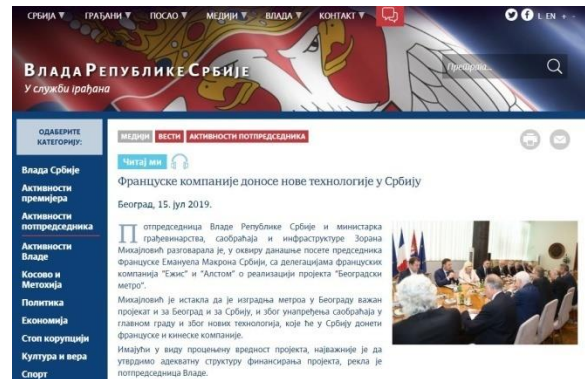 СРБИЈА ГРАЂАНИ ПОСАО МЕДИЈИ ВЛАДА КОНТАКТ L EN + -
ВЛАДА РЕПУБЛИКЕ СРБИЈЕ
У служби грађана
Претрага...
ОДАБЕРИТЕ
КАТЕГОРИЈУ:
Влада Србије
Активности
премијера
Активности
потпредседника
Активности
Владе
Косово и
Метохија
Политика
Економија
Стоп корупцији
Култура и вера
Спорт
МЕДИЈИ ВЕСТИ АКТИВНОСТИ ПОТПРЕДСЕДНИКА
Читај ми
Француске компаније доносе нове технологије у Србију
Београд, 15. јул 2019.
Потпредседница Владе Републике Србије и министарка
грађевинарства, саобраћаја и инфраструктуре Зорана
Михајловић разговарала је, у оквиру данашње посете председника
Француске Емануела Макрона Србији, са делегацијама француских
компанија "Ежис" и "Алстом" о реализацији пројекта "Београдски
метро".
Михајловић је истакла да је изградња метроа у Београду важан
пројекат и за Београд и за Србију, и због унапређења саобраћаја у
главном граду и због нових технологија, које ће у Србију донети
француске и кинеске компаније.
Имајући у виду процењену вредност пројекта, најважније је да
утврдимо адекватну структуру финансирања пројекта, рекла је
потпредседница Владе.